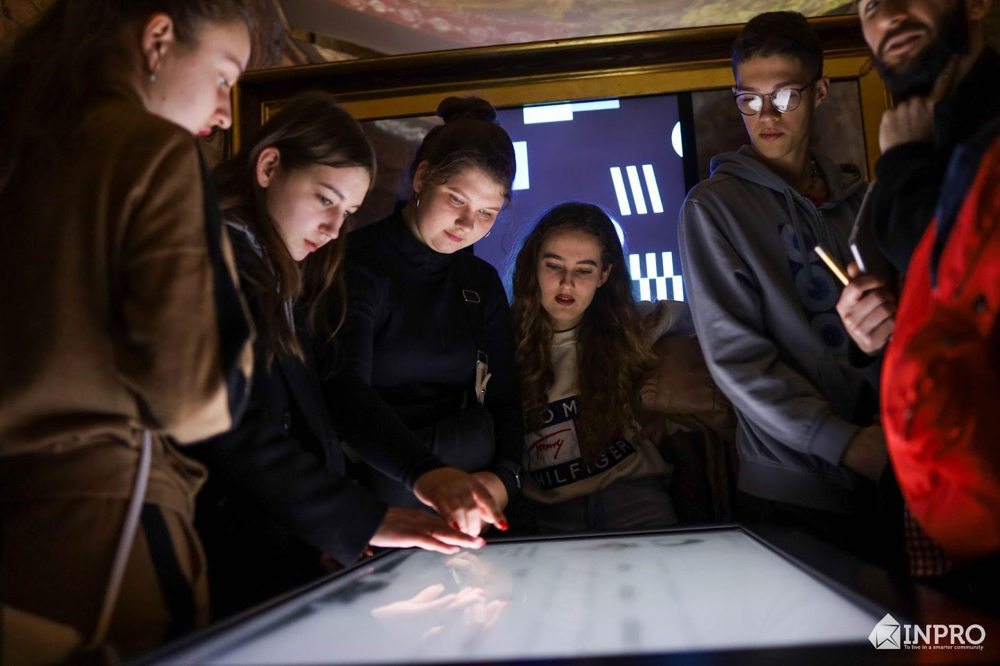 TOMMY
Tommy
HILFIGER
INPRO
To live in a smarter community